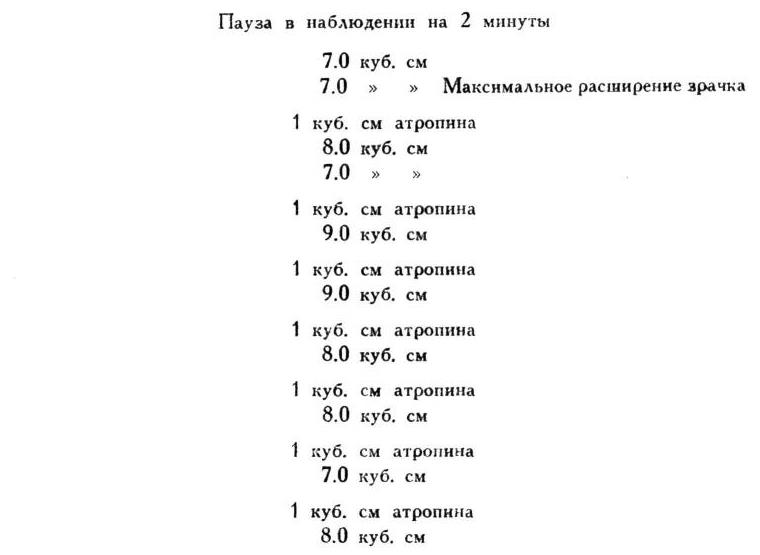 Пауза в наблюдении на 2 минуты
7.0 куб. см
7.0 » » Максимальное расширение зрачка
1 куб. см атропина
8.0 куб. см
7.0 » »
1 куб. см атропина
9.0 куб. см
1 куб. см атропина
9.0 куб. см
1 куб. см атропина
8.0 куб. см
1 куб. см атропина
8.0 куб. см
1 куб. см атропина
7.0 куб. см
1 куб. см атропина
8.0 куб. см